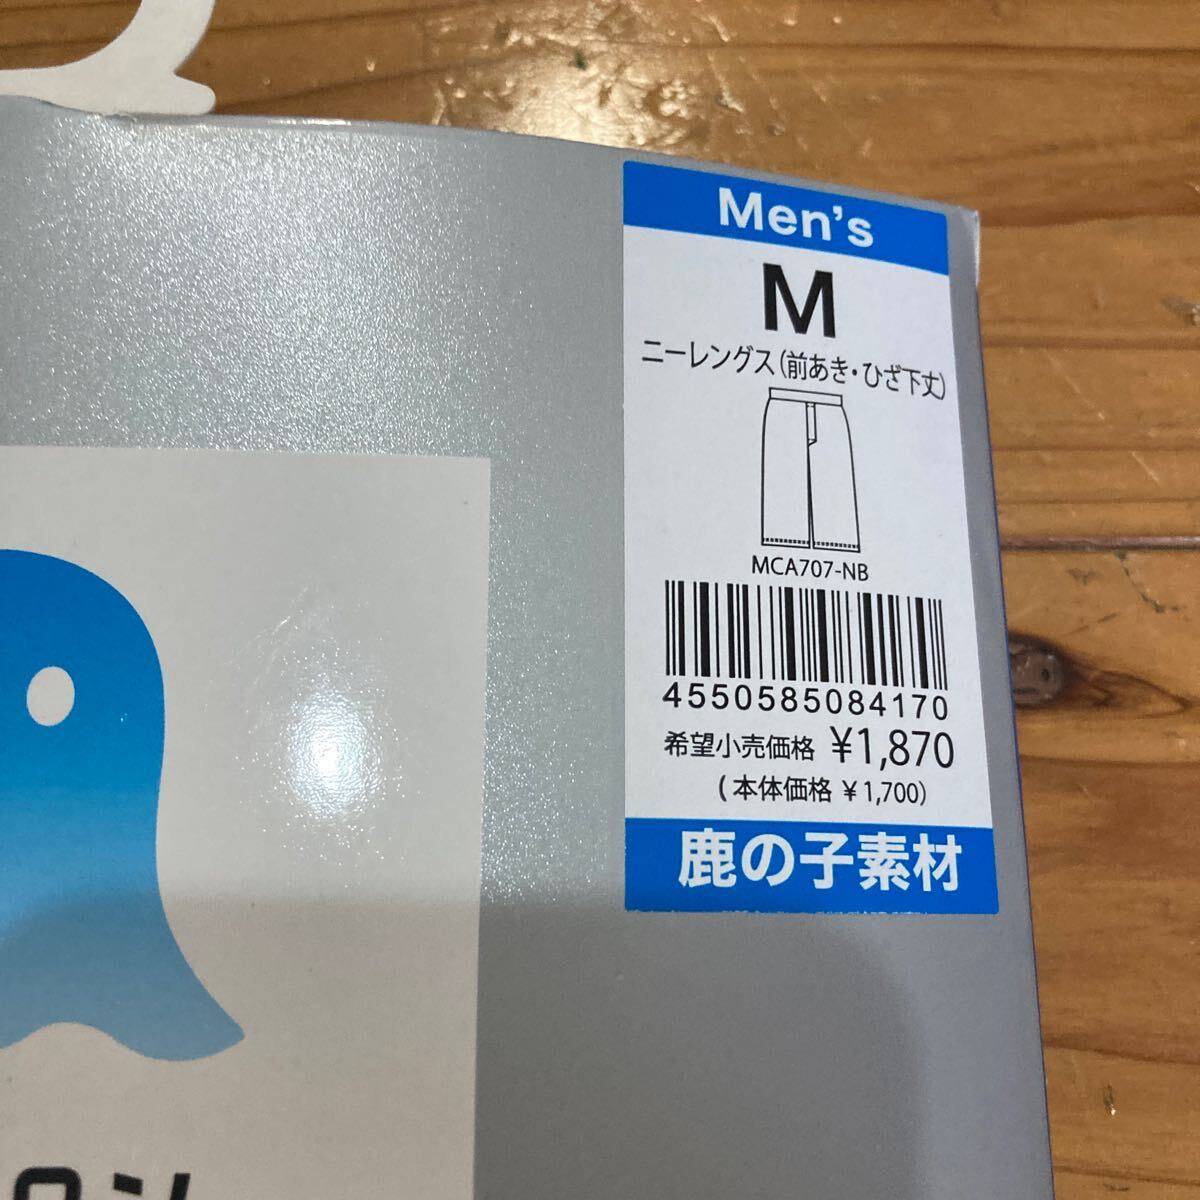 Men's
M
ニーレングス(前あき・ひざ下丈)
MCA707-NB
4550585084170
希望小売価格 ¥1,870
(本体価格 ¥1,700)
鹿の子素材